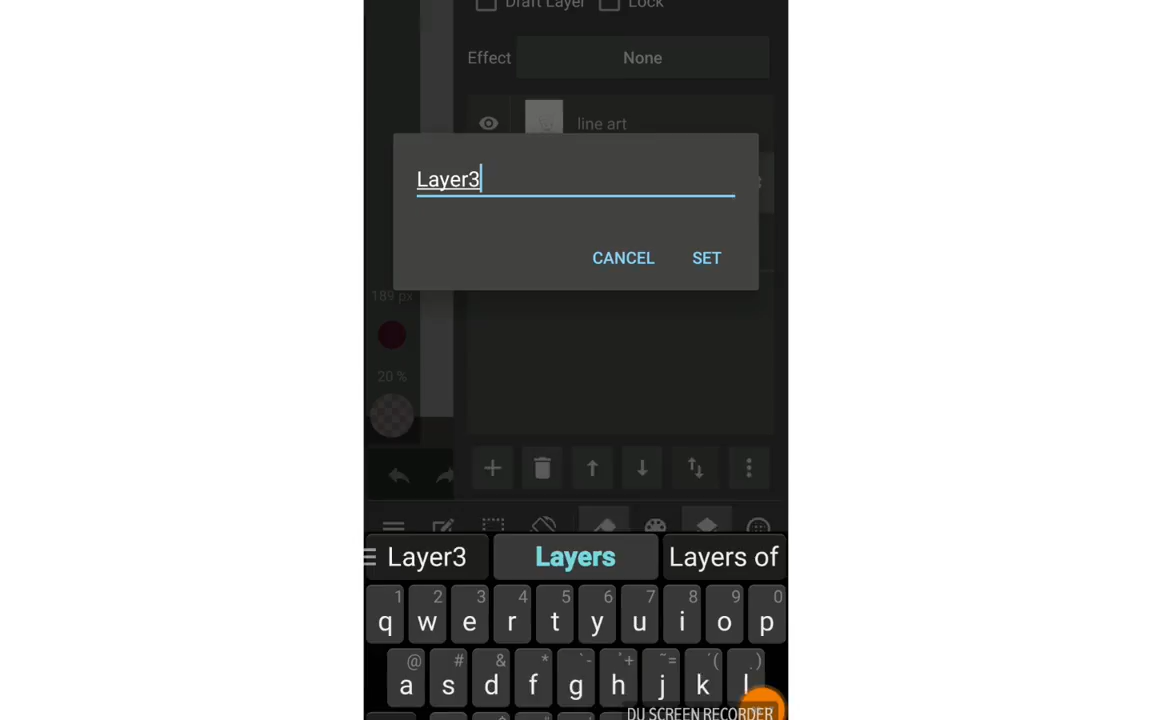 Draft Layer Lock
Effect None
line art
Layer3
CANCEL SET
189 px
20 %
Layer3 Layers Layers of
1 2 3 4 5 6 7 8 9 0
q w e r t y u i o p
@ # & *
a s d f g h j k l
DU SCREEN RECORDER